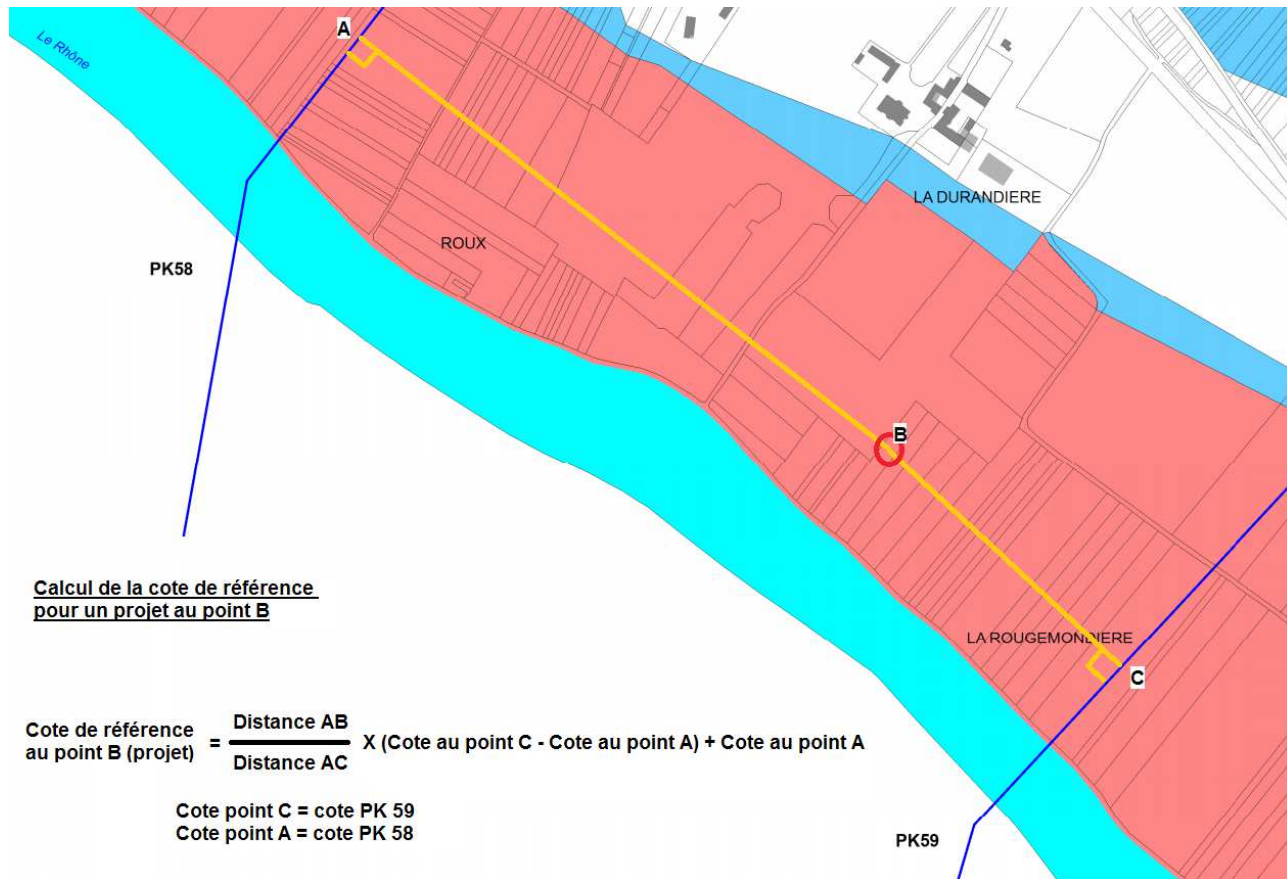 A
Le Rhône
LA DURANDIERE
ROUX
PK58
B
Calcul de la cote de référence
pour un projet au point B
LA ROUGEMONDIERE
C
Cote de référence
au point B (projet)
=
Distance AB
Distance AC
X (Cote au point C - Cote au point A) + Cote au point A
Cote point C = cote PK 59
Cote point A = cote PK 58
PK59